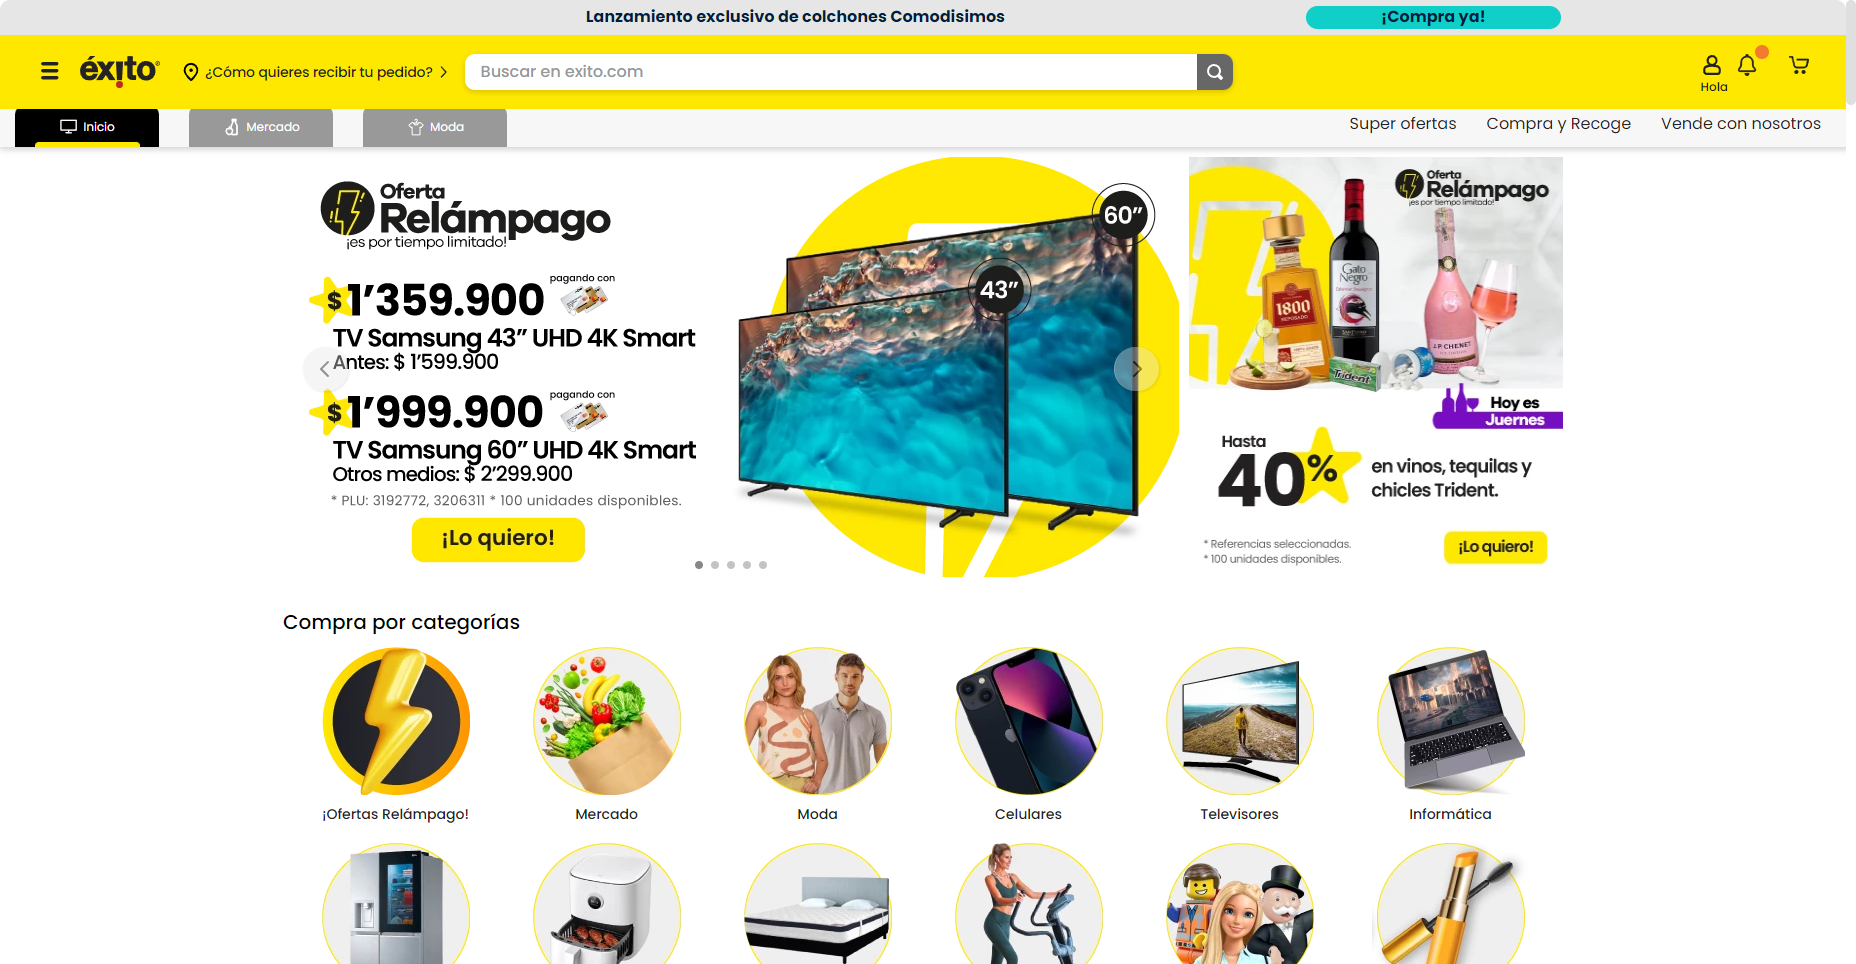 Lanzamiento exclusivo de colchones Comodisimos
¡Compra ya!
éxito
¿Cómo quieres recibir tu pedido?
Buscar en exito.com
Hola
Inicio
Mercado
Moda
Super ofertas
Compra y Recoge
Vende con nosotros
Oferta
Relámpago
¡es por tiempo limitado!
pagando con
$ 1’359.900
TV Samsung 43” UHD 4K Smart
Antes: $ 1’599.900
pagando con
$ 1’999.900
TV Samsung 60” UHD 4K Smart
Otros medios: $ 2’299.900
* PLU: 3192772, 3206311 * 100 unidades disponibles.
¡Lo quiero!
60”
43”
Oferta
Relámpago
¡es por tiempo limitado!
1800
Gato
Negro
J.P. CHENET
Trident
Hoy es
Juernes
Hasta
40%
en vinos, tequilas y
chicles Trident.
* Referencias seleccionadas.
* 100 unidades disponibles.
¡Lo quiero!
Compra por categorías
¡Ofertas Relámpago!
Mercado
Moda
Celulares
Televisores
Informática